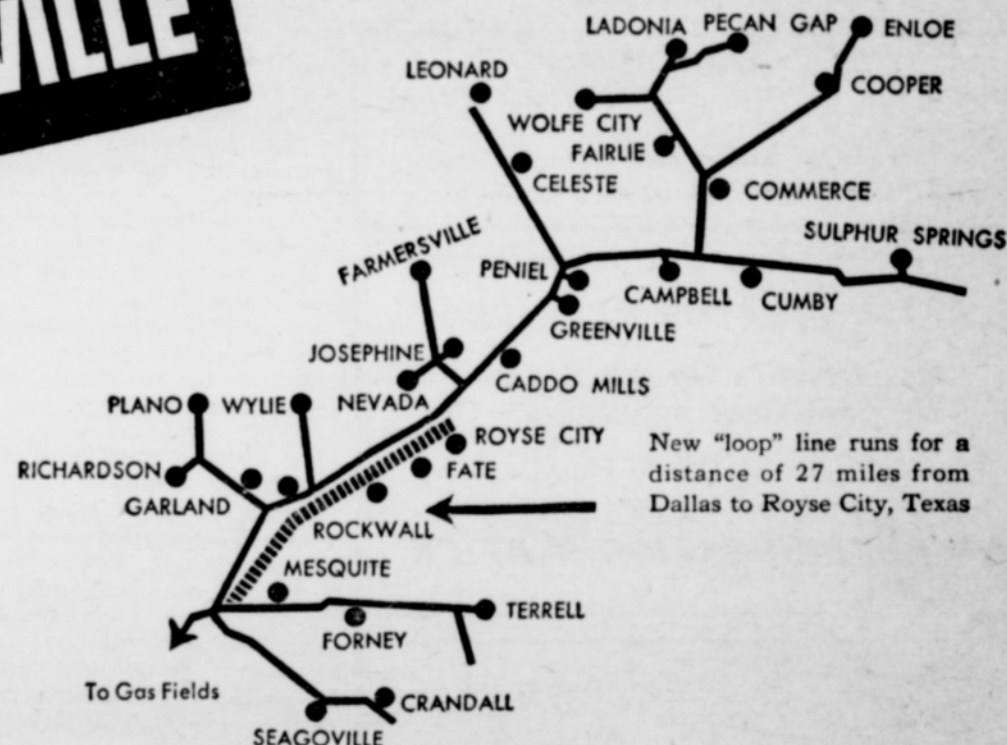 VILLE
LADONIA
PECAN GAP
ENLOE
LEONARD
COOPER
WOLFE CITY
FAIRLIE
CELESTE
COMMERCE
SULPHUR SPRINGS
FARMERSVILLE
PENIEL
CAMPBELL
CUMBY
GREENVILLE
JOSEPHINE
CADDO MILLS
PLANO
WYLIE
NEVADA
ROYSE CITY
RICHARDSON
FATE
GARLAND
ROCKWALL
New "loop" line runs for a
distance of 27 miles from
Dallas to Royse City, Texas
MESQUITE
TERRELL
FORNEY
To Gas Fields
CRANDALL
SEAGOVILLE